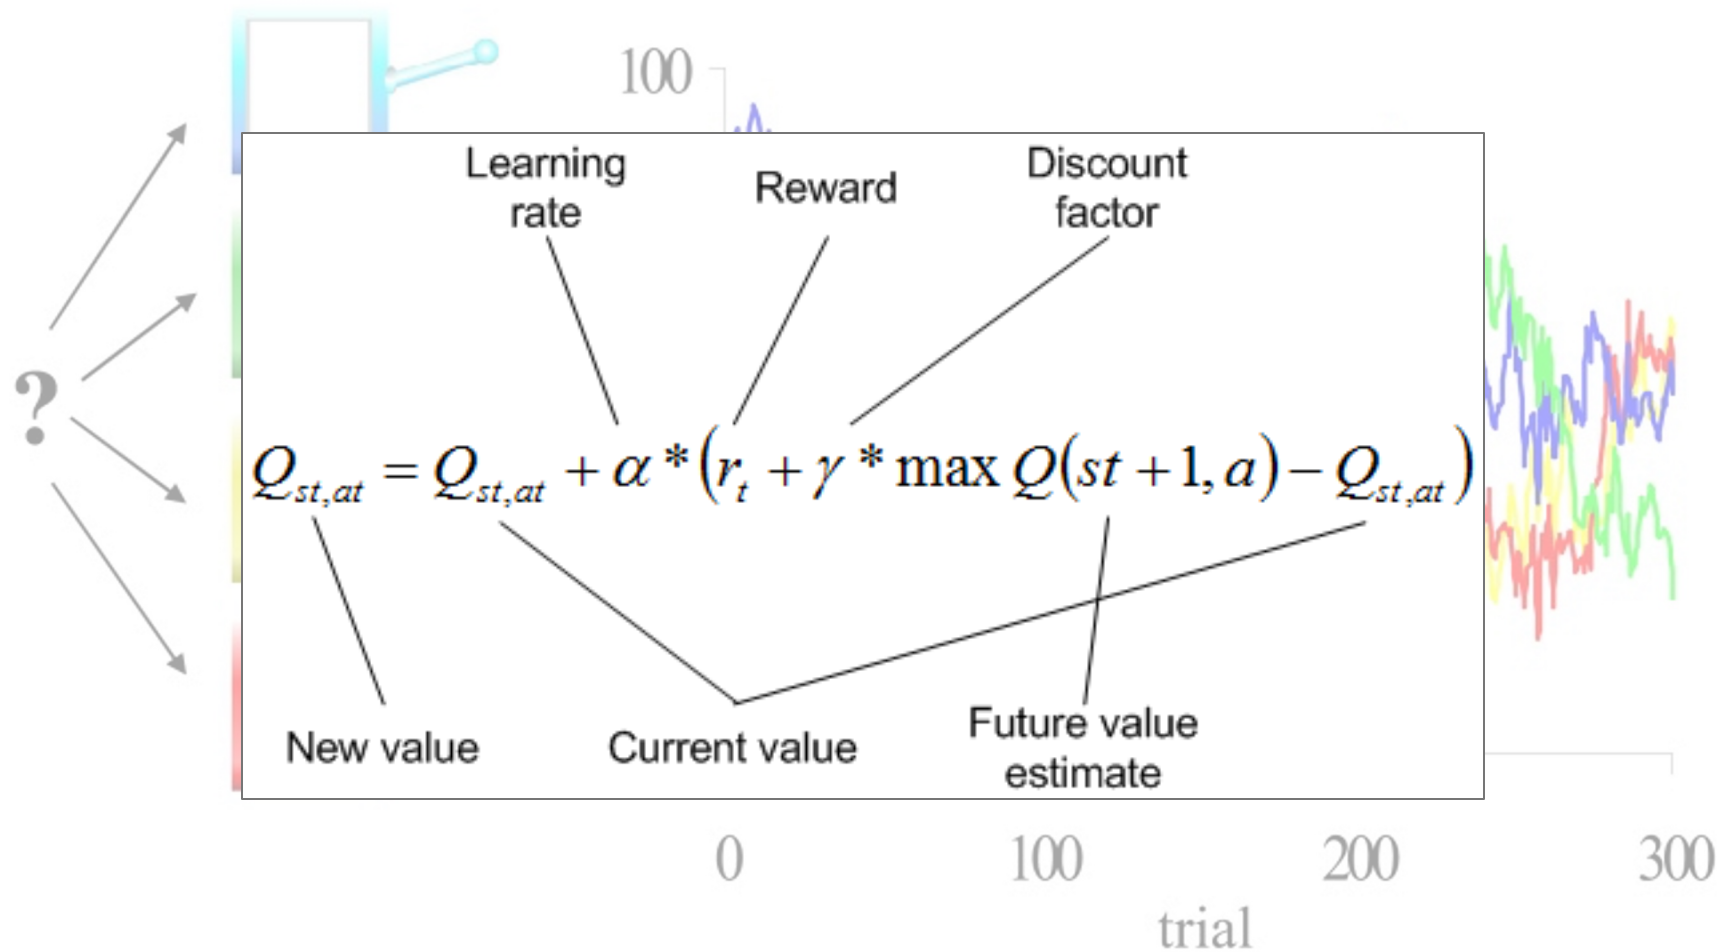 100
Learning
rate
Reward
Discount
factor
?
Q_{st,at} = Q_{st,at} + α * (r_t + γ * max Q(st + 1, a) − Q_{st,at})
New value
Current value
Future value
estimate
0 100 200 300
trial